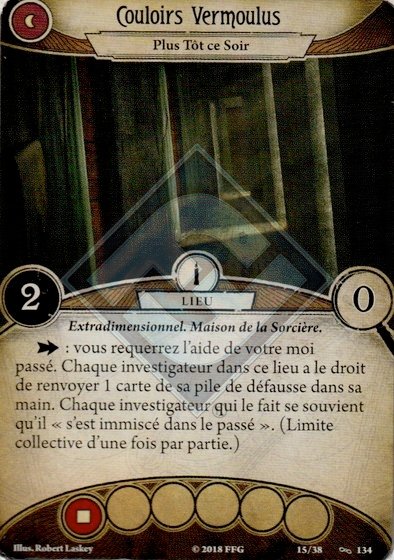 Couloirs Vermoulus
Plus Tôt ce Soir
2
LIEU
0
Extradimensionnel. Maison de la Sorcière.
: vous requerrez l'aide de votre moi
passé. Chaque investigateur dans ce lieu a le droit
de renvoyer 1 carte de sa pile de défausse dans sa
main. Chaque investigateur qui le fait se souvient
qu'il « s'est immiscé dans le passé ». (Limite
collective d'une fois par partie.)
Illus. Robert Laskey
© 2018 FFG
15/38
134